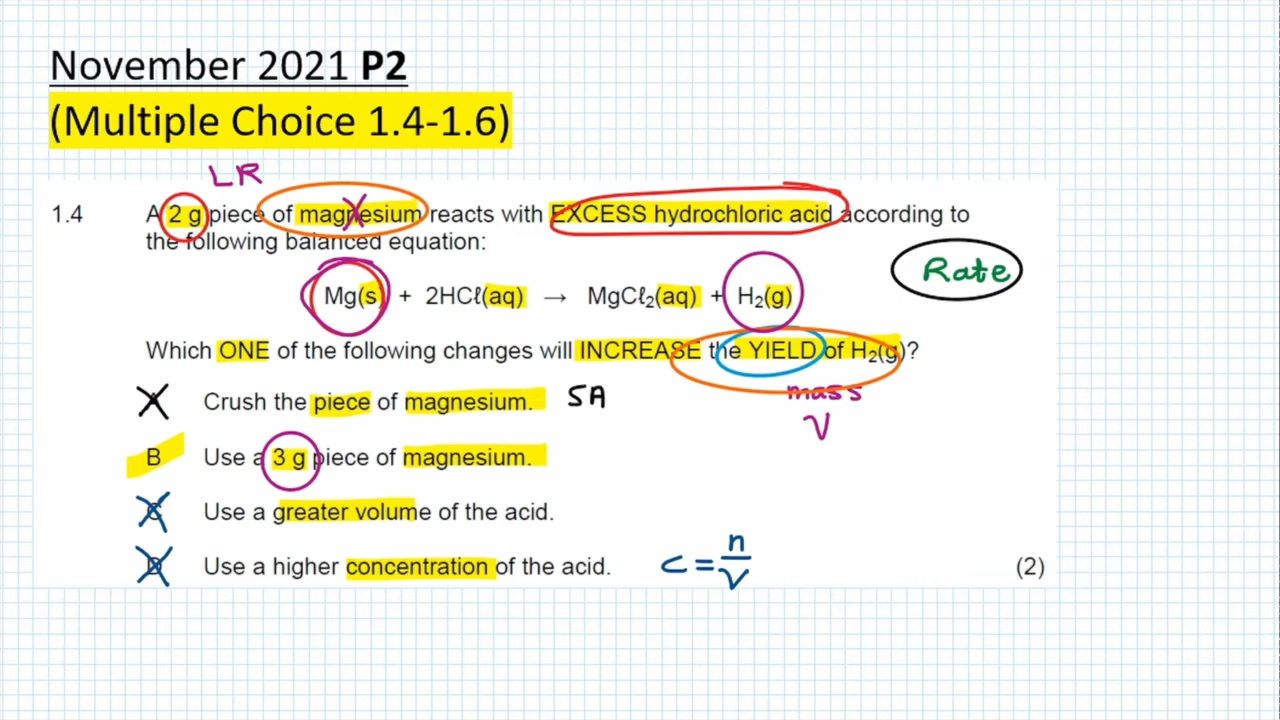 November 2021 P2
(Multiple Choice 1.4-1.6)
LR
1.4 A 2 g piece of magnesium reacts with EXCESS hydrochloric acid according to
the following balanced equation:
Rate
Mg(s) + 2HCℓ(aq) → MgCℓ₂(aq) + H₂(g)
Which ONE of the following changes will INCREASE the YIELD of H₂(g)?
mass
V
A Crush the piece of magnesium. SA
B Use a 3 g piece of magnesium.
C Use a greater volume of the acid.
D Use a higher concentration of the acid. c = n/V (2)